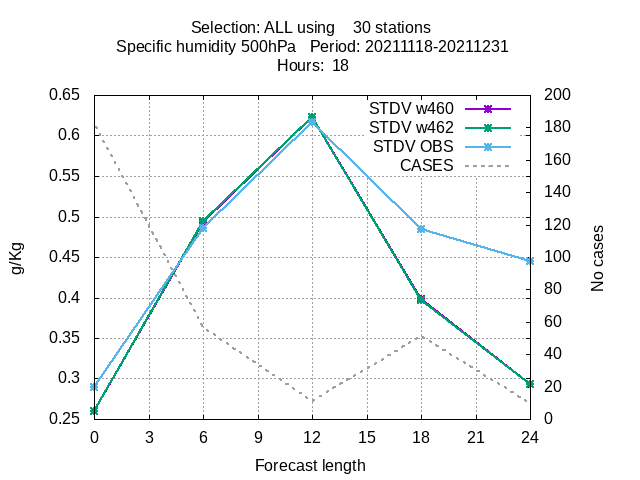 Selection: ALL using    30 stations
Specific humidity 500hPa   Period: 20211118-20211231
Hours:  18
0.65
0.6
0.55
0.5
0.45
0.4
0.35
0.3
0.25
g/Kg
STDV w460
STDV w462
STDV OBS
CASES
200
180
160
140
120
100
80
60
40
20
0
No cases
0 3 6 9 12 15 18 21 24
Forecast length